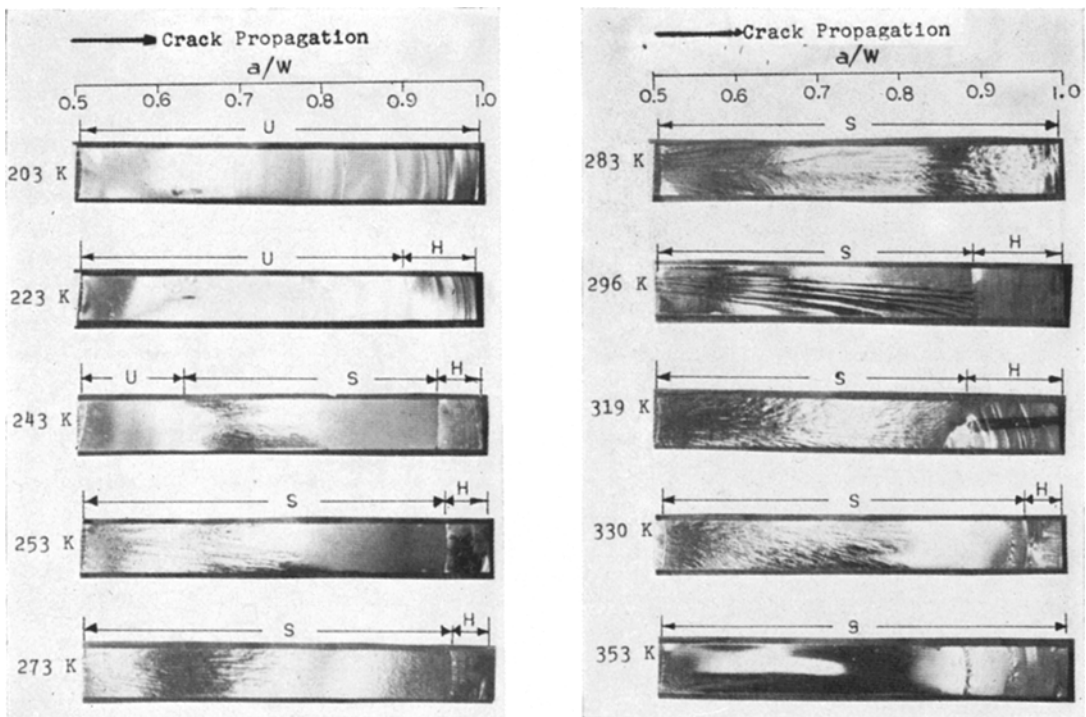 Crack Propagation
a/W
0.5 0.6 0.7 0.8 0.9 1.0
U
203 K
U H
223 K
U S H
243 K
S H
253 K
S H
273 K
Crack Propagation
a/W
0.5 0.6 0.7 0.8 0.9 1.0
S
283 K
S H
296 K
S H
319 K
S H
330 K
S
353 K